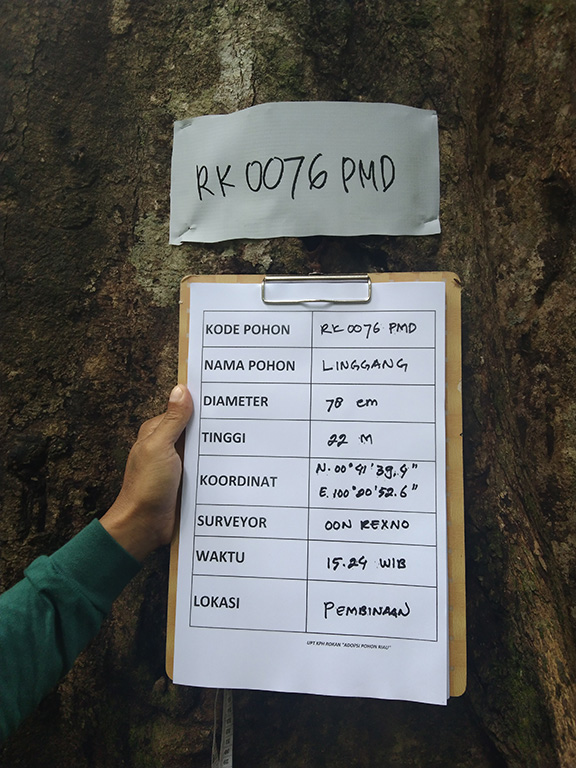 RK 0076 PMD
KODE POHON RK 0076 PMD
NAMA POHON LINGGANG
DIAMETER 78 cm
TINGGI 22 M
KOORDINAT N. 00° 41' 39,4"
E. 100° 20' 52.6"
SURVEYOR OON REXNO
WAKTU 15.24 WIB
LOKASI PEMBINAAN
UPT KPH ROKAN "ADOPSI POHON RIAU"